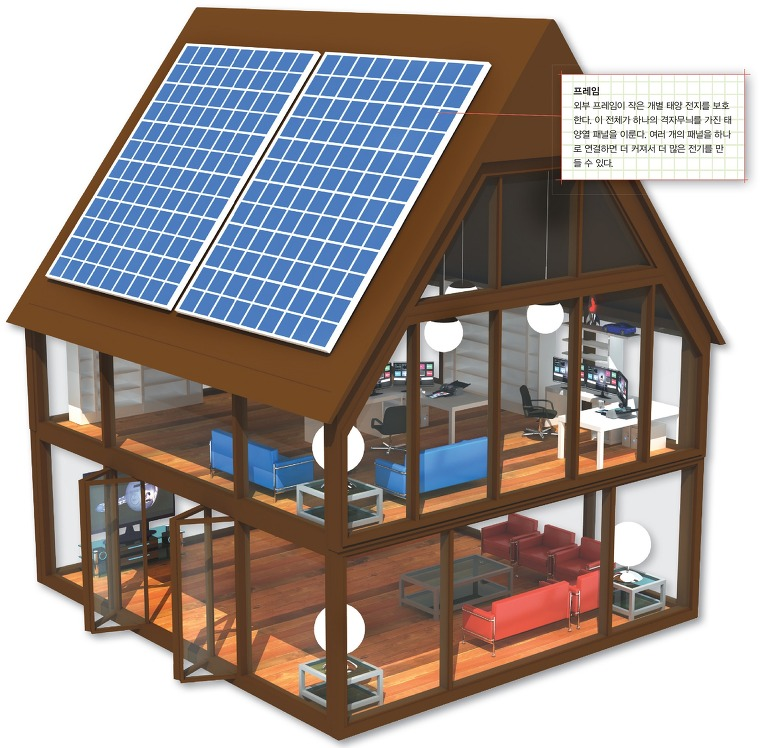 프레임
외부 프레임이 작은 개별 태양 전지를 보호
한다. 이 전체가 하나의 격자무늬를 가진 태
양열 패널을 이룬다. 여러 개의 패널을 하나
로 연결하면 더 커져서 더 많은 전기를 만
들 수 있다.